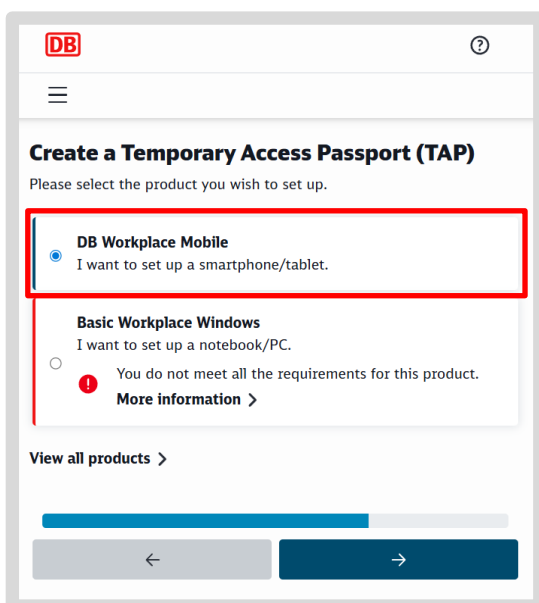 DB
Create a Temporary Access Passport (TAP)
Please select the product you wish to set up.
DB Workplace Mobile
I want to set up a smartphone/tablet.
Basic Workplace Windows
I want to set up a notebook/PC.
You do not meet all the requirements for this product.
More information >
View all products >